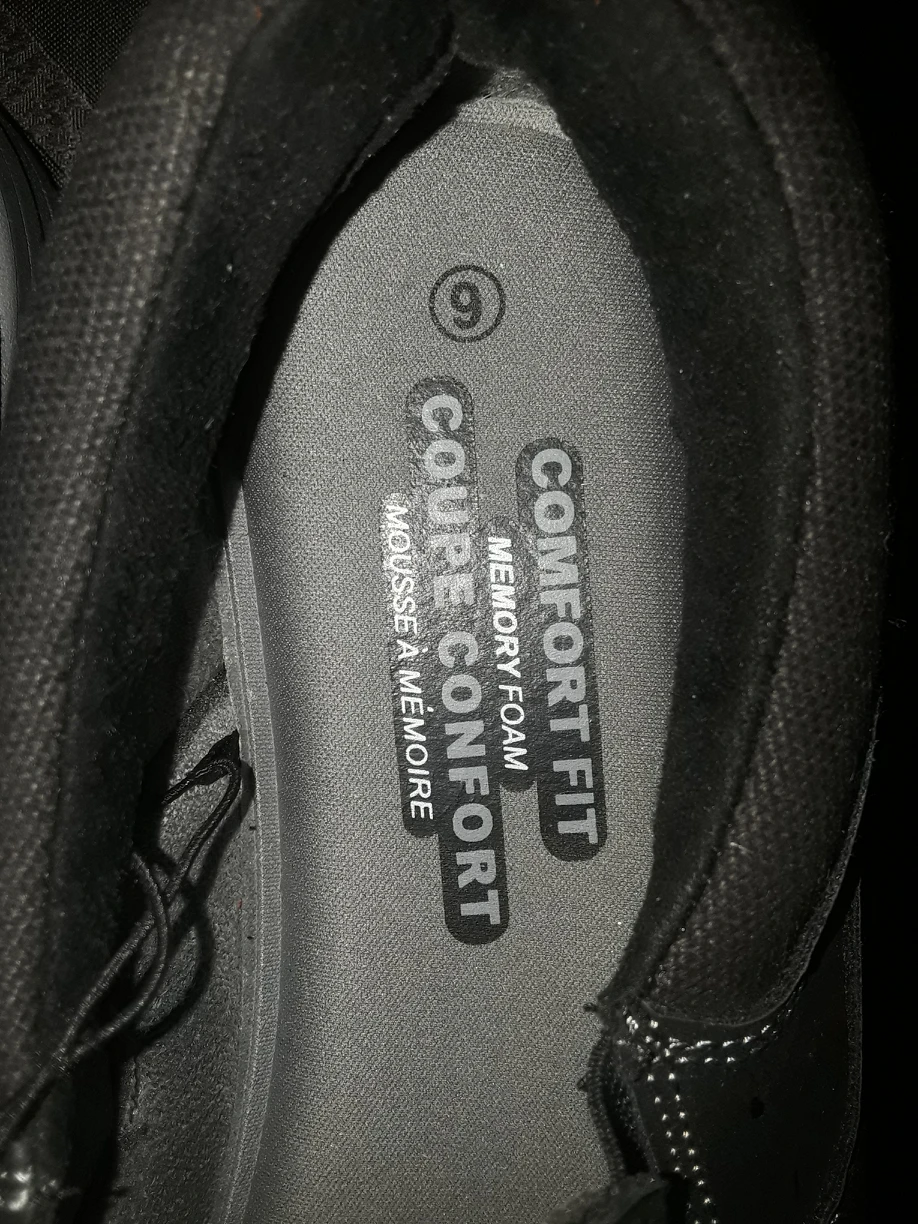 9
COMFORT FIT
MEMORY FOAM
COUPE CONFORT
MOUSSE À MÉMOIRE